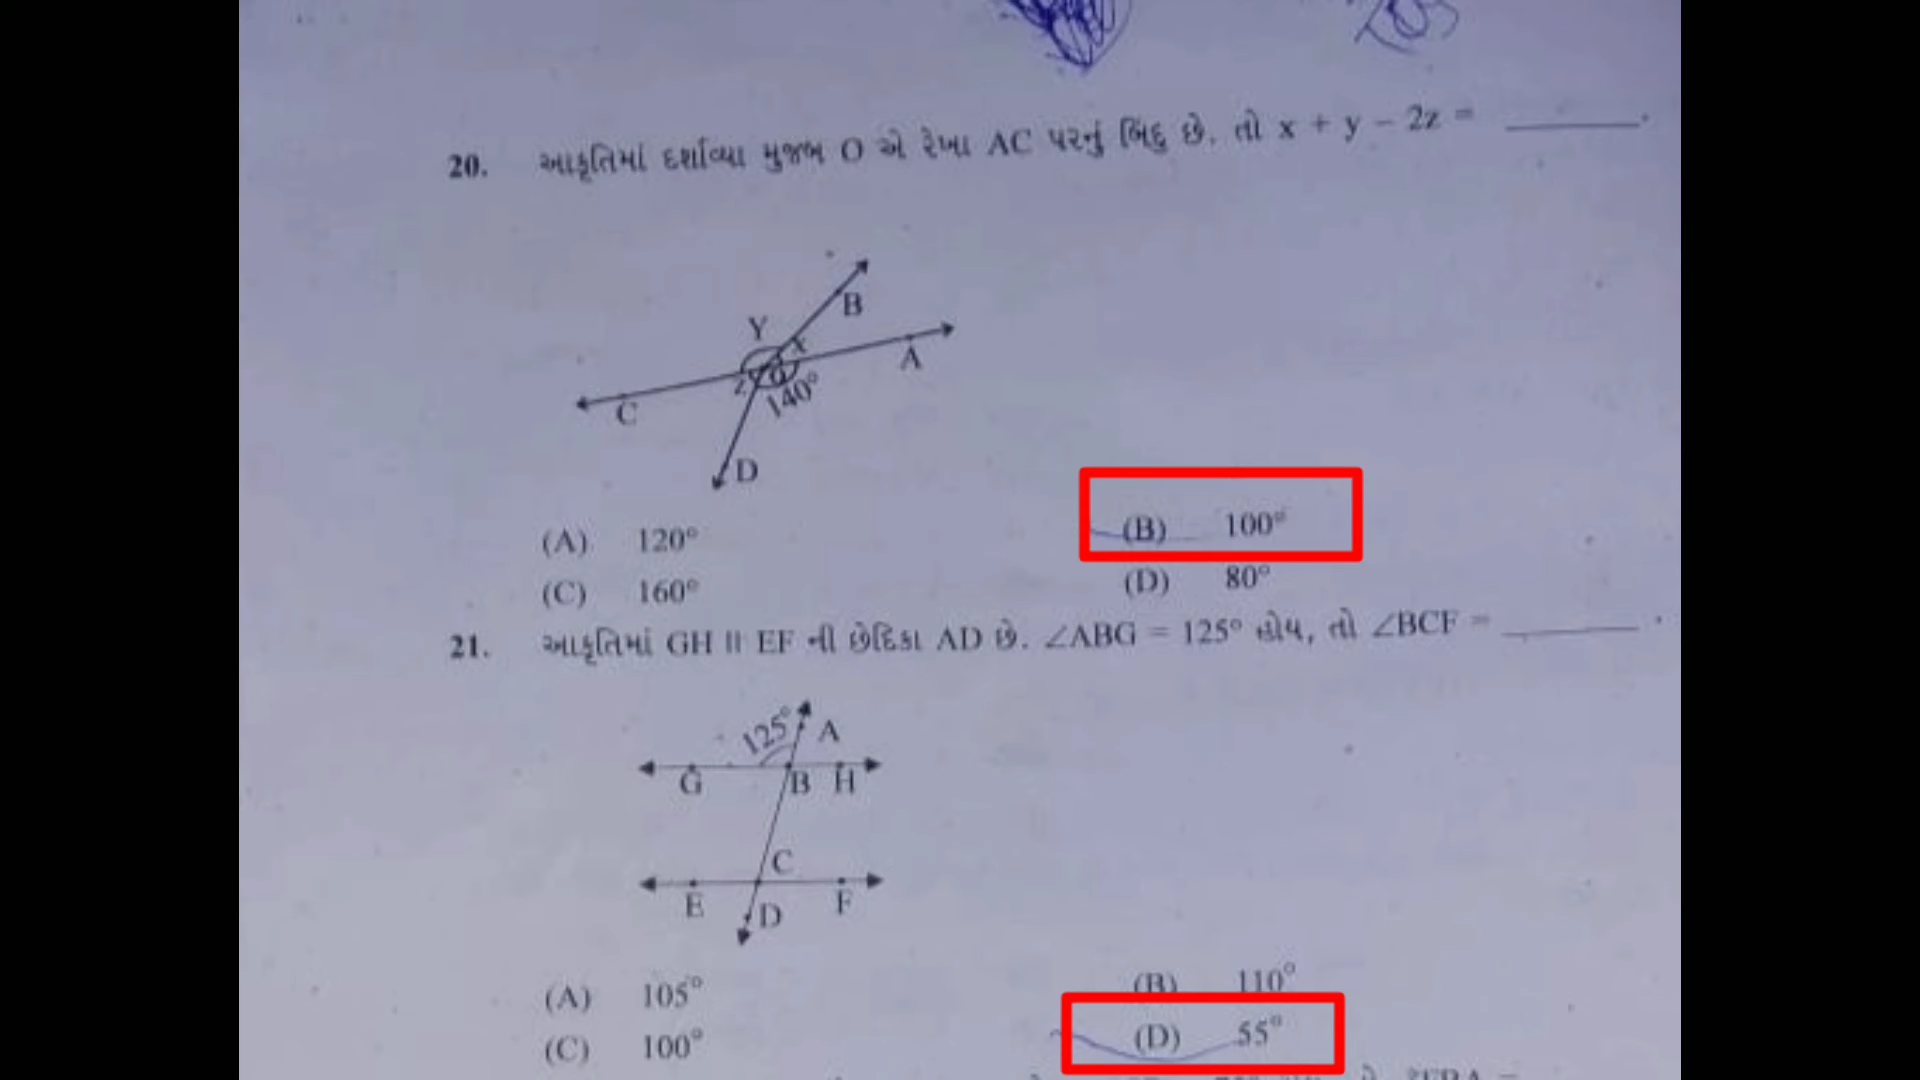 20. આકૃતિમાં દર્શાવ્યા મુજબ O એ રેખા AC પરનું બિંદુ છે. તો x + y – 2z = ______.
B
Y
x
A
O
z
140°
C
D
(A) 120°
(B) 100°
(C) 160°
(D) 80°
21. આકૃતિમાં GH || EF ની છેદિકા AD છે. ∠ABG = 125° હોય, તો ∠BCF = ______.
125°
A
G
B H
C
E
D
F
(A) 105°
(B) 110°
(C) 100°
(D) 55°